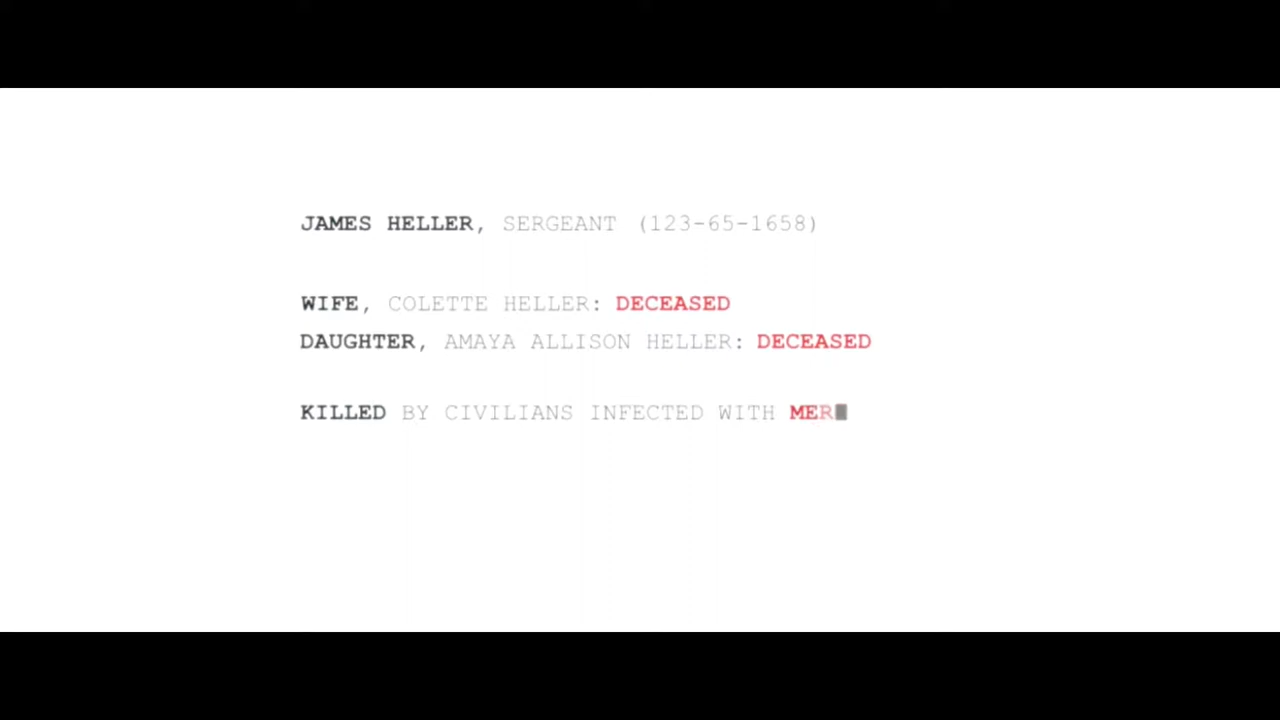 JAMES HELLER, SERGEANT (123-65-1658)
WIFE, COLETTE HELLER: DECEASED
DAUGHTER, AMAYA ALLISON HELLER: DECEASED
KILLED BY CIVILIANS INFECTED WITH MER